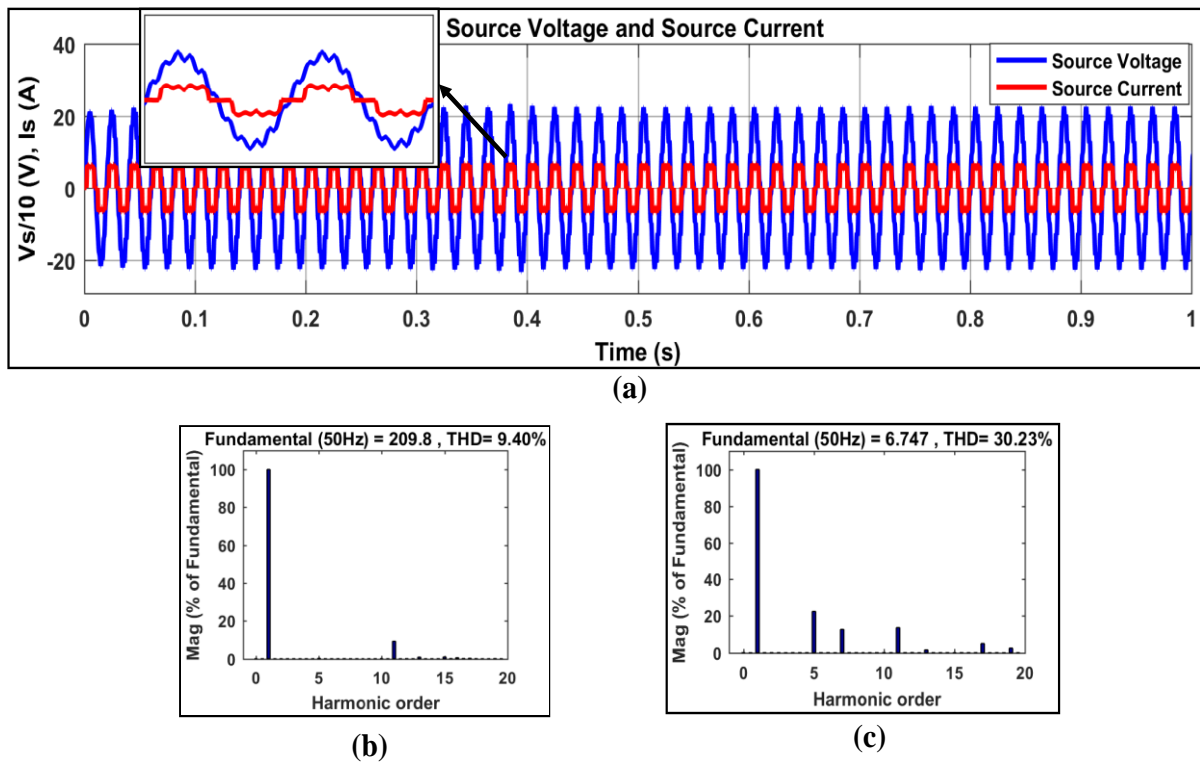 Source Voltage and Source Current
Vs/10 (V), Is (A)
40
20
0
-20
Source Voltage
Source Current
0 0.1 0.2 0.3 0.4 0.5 0.6 0.7 0.8 0.9 1
Time (s)
(a)
Fundamental (50Hz) = 209.8 , THD= 9.40%
Mag (% of Fundamental)
100
80
60
40
20
0
0 5 10 15 20
Harmonic order
(b)
Fundamental (50Hz) = 6.747 , THD= 30.23%
Mag (% of Fundamental)
100
80
60
40
20
0
0 5 10 15 20
Harmonic order
(c)